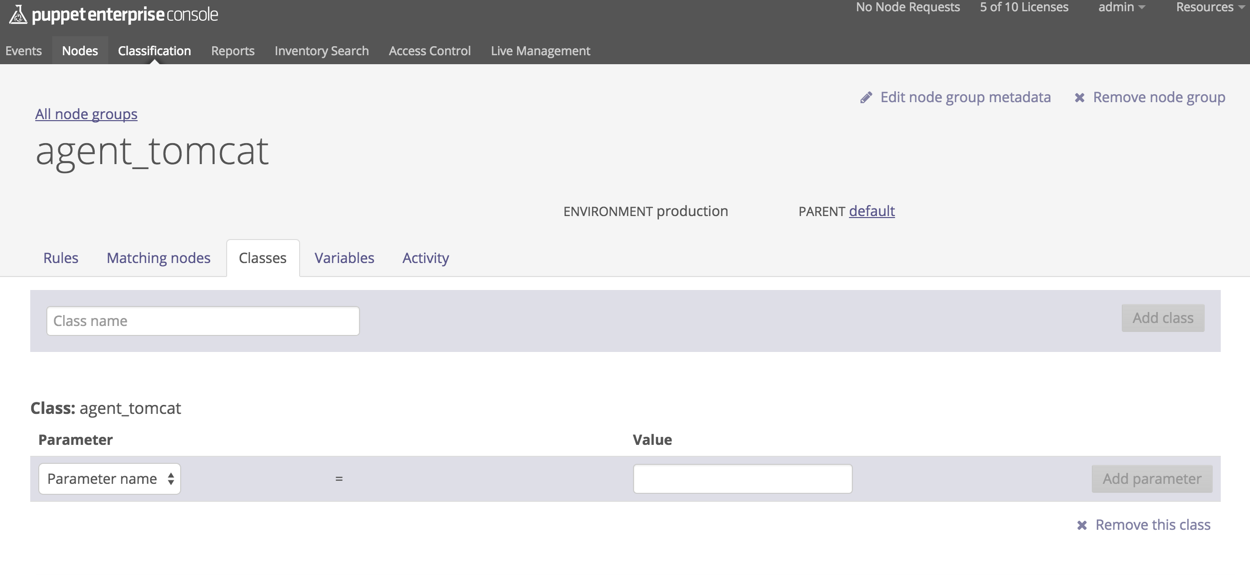 puppet enterprise console
No Node Requests 5 of 10 Licenses admin Resources
Events Nodes Classification Reports Inventory Search Access Control Live Management
Edit node group metadata Remove node group
All node groups
agent_tomcat
ENVIRONMENT production PARENT default
Rules Matching nodes Classes Variables Activity
Class name Add class
Class: agent_tomcat
Parameter Value
Parameter name = Add parameter
Remove this class